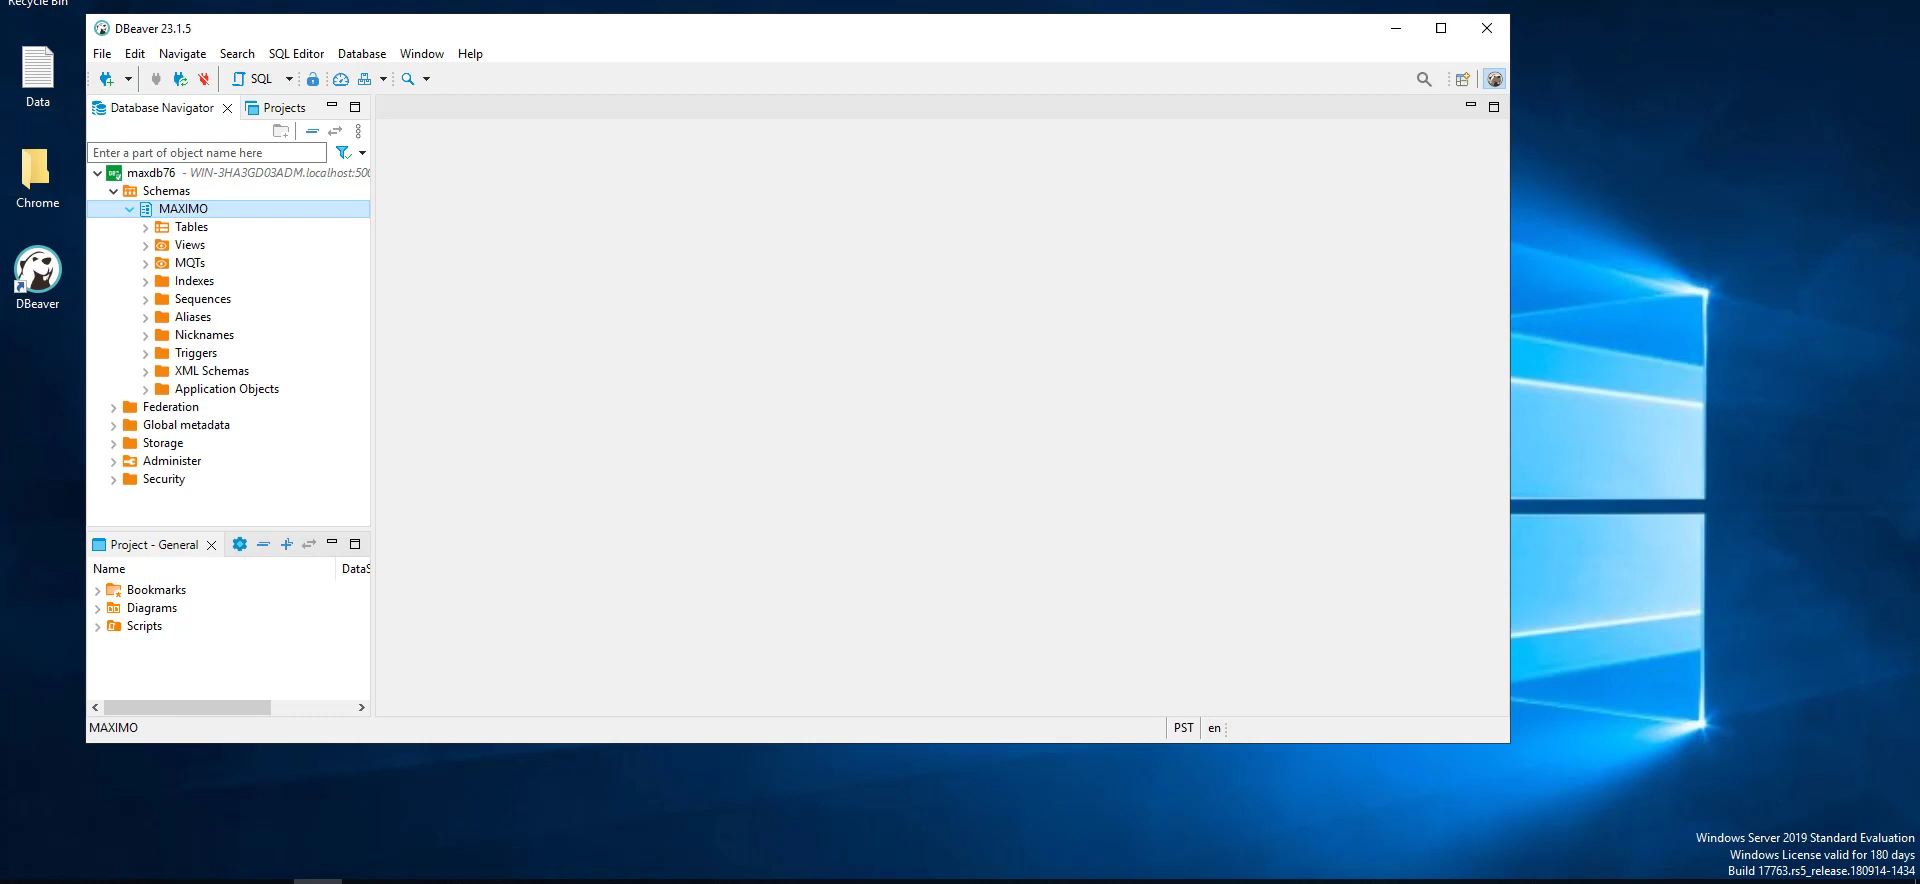 Recycle Bin
Data
Chrome
DBeaver
DBeaver 23.1.5
File Edit Navigate Search SQL Editor Database Window Help
SQL
Database Navigator Projects
Enter a part of object name here
maxdb76 - WIN-3HA3GD03ADM.localhost:500
Schemas
MAXIMO
Tables
Views
MQTs
Indexes
Sequences
Aliases
Nicknames
Triggers
XML Schemas
Application Objects
Federation
Global metadata
Storage
Administer
Security
Project - General
Name DataS
Bookmarks
Diagrams
Scripts
MAXIMO
PST en
Windows Server 2019 Standard Evaluation
Windows License valid for 180 days
Build 17763.rs5_release.180914-1434